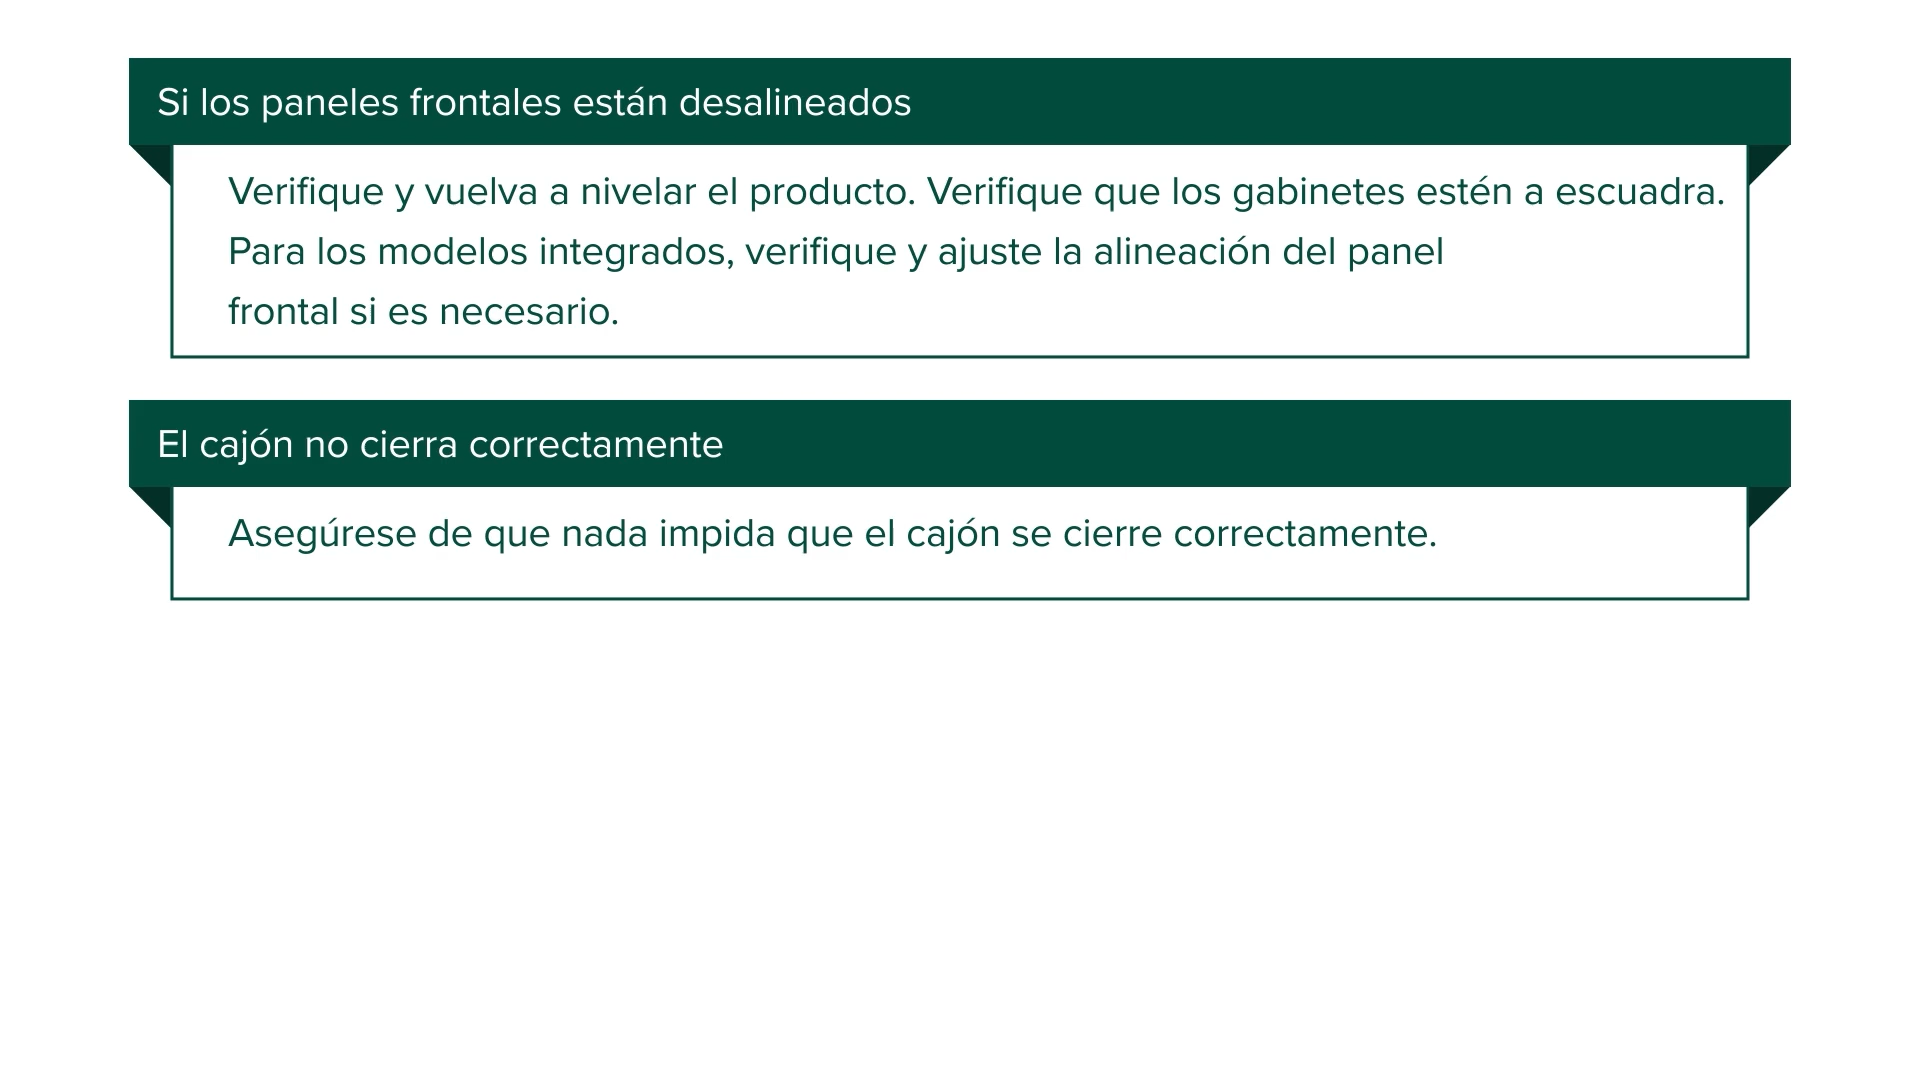 Si los paneles frontales están desalineados
Verifique y vuelva a nivelar el producto. Verifique que los gabinetes estén a escuadra.
Para los modelos integrados, verifique y ajuste la alineación del panel
frontal si es necesario.
El cajón no cierra correctamente
Asegúrese de que nada impida que el cajón se cierre correctamente.